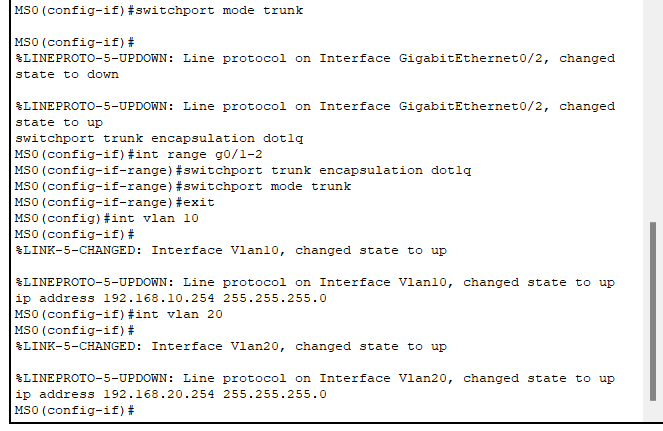 MS0(config-if)#switchport mode trunk
MS0(config-if)#
%LINEPROTO-5-UPDOWN: Line protocol on Interface GigabitEthernet0/2, changed
state to down
%LINEPROTO-5-UPDOWN: Line protocol on Interface GigabitEthernet0/2, changed
state to up
switchport trunk encapsulation dot1q
MS0(config-if)#int range g0/1-2
MS0(config-if-range)#switchport trunk encapsulation dot1q
MS0(config-if-range)#switchport mode trunk
MS0(config-if-range)#exit
MS0(config)#int vlan 10
MS0(config-if)#
%LINK-5-CHANGED: Interface Vlan10, changed state to up
%LINEPROTO-5-UPDOWN: Line protocol on Interface Vlan10, changed state to up
ip address 192.168.10.254 255.255.255.0
MS0(config-if)#int vlan 20
MS0(config-if)#
%LINK-5-CHANGED: Interface Vlan20, changed state to up
%LINEPROTO-5-UPDOWN: Line protocol on Interface Vlan20, changed state to up
ip address 192.168.20.254 255.255.255.0
MS0(config-if)#